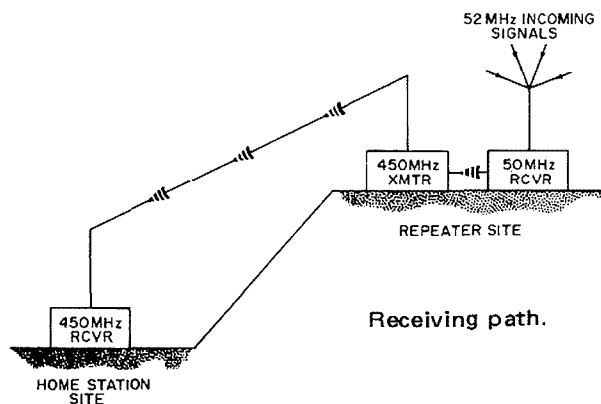 52 MHz INCOMING
SIGNALS
450MHz
XMTR
50MHz
RCVR
REPEATER SITE
Receiving path.
450MHz
RCVR
HOME STATION
SITE